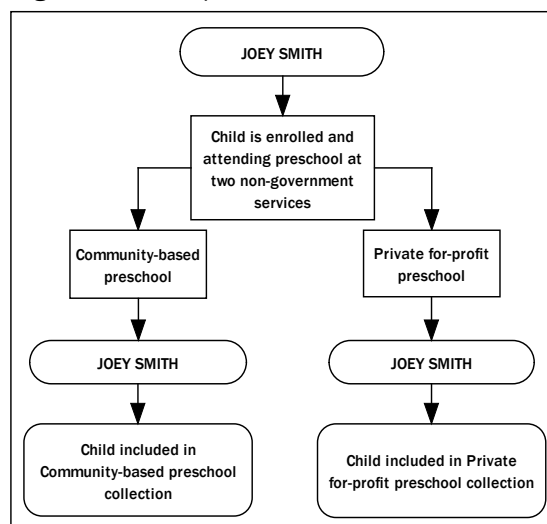 JOEY SMITH
Child is enrolled and
attending preschool at
two non-government
services
Community-based
preschool
Private for-profit
preschool
JOEY SMITH
JOEY SMITH
Child included in
Community-based preschool
collection
Child included in Private
for-profit preschool collection